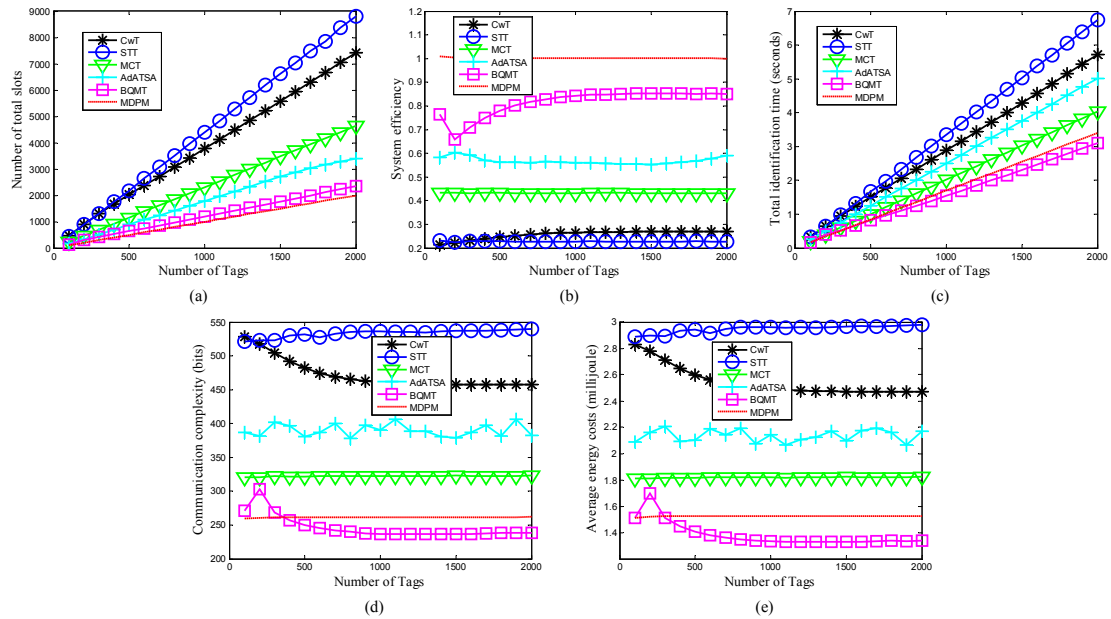 9000
8000
7000
6000
5000
4000
3000
2000
1000
0
Number of total slots
CwT
STT
MCT
AdATSA
BQMT
MDPM
0 500 1000 1500 2000
Number of Tags
(a)
1.2
1.1
1
0.9
0.8
0.7
0.6
0.5
0.4
0.3
0.2
System efficiency
CwT
STT
MCT
AdATSA
BQMT
MDPM
0 500 1000 1500 2000
Number of Tags
(b)
7
6
5
4
3
2
1
0
Total identification time (seconds)
CwT
STT
MCT
AdATSA
BQMT
MDPM
0 500 1000 1500 2000
Number of Tags
(c)
550
500
450
400
350
300
250
200
Communication complexity (bits)
CwT
STT
MCT
AdATSA
BQMT
MDPM
0 500 1000 1500 2000
Number of Tags
(d)
3
2.8
2.6
2.4
2.2
2
1.8
1.6
1.4
Average energy costs (millijoule)
CwT
STT
MCT
AdATSA
BQMT
MDPM
0 500 1000 1500 2000
Number of Tags
(e)